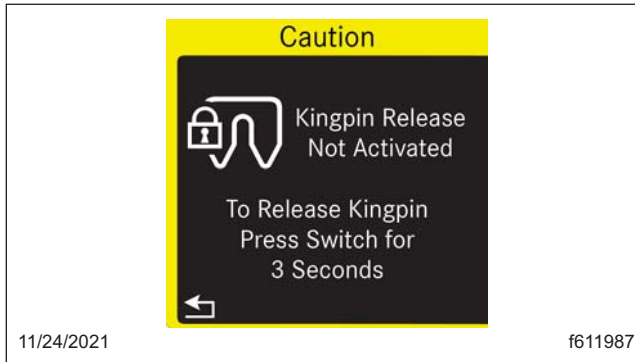 Caution
Kingpin Release
Not Activated
To Release Kingpin
Press Switch for
3 Seconds
11/24/2021 f611987